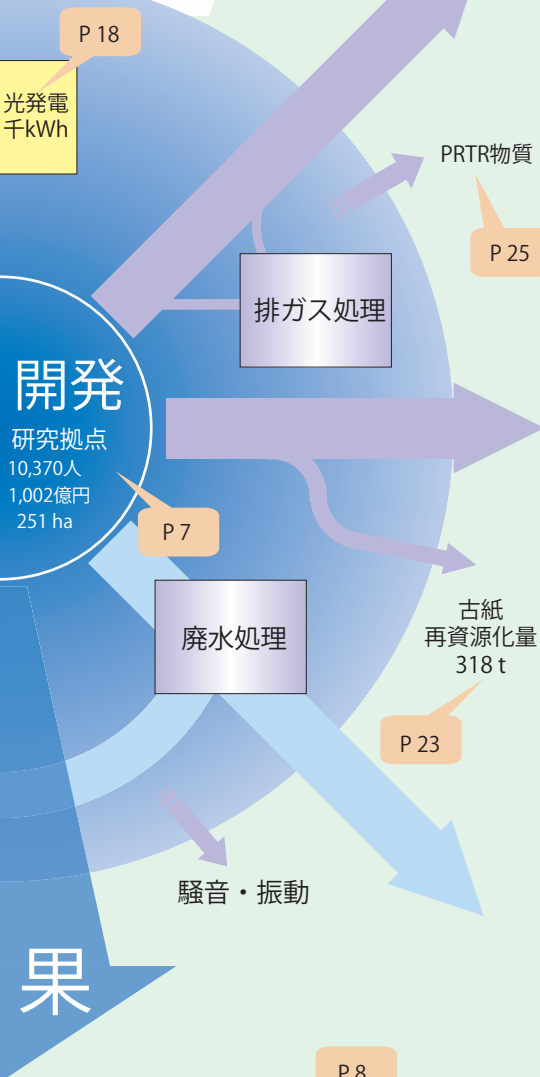 P 18
光発電
千kWh
PRTR物質
P 25
排ガス処理
開発
研究拠点
10,370人
1,002億円
251 ha
P 7
廃水処理
古紙
再資源化量
318 t
P 23
騒音・振動
果
P 8